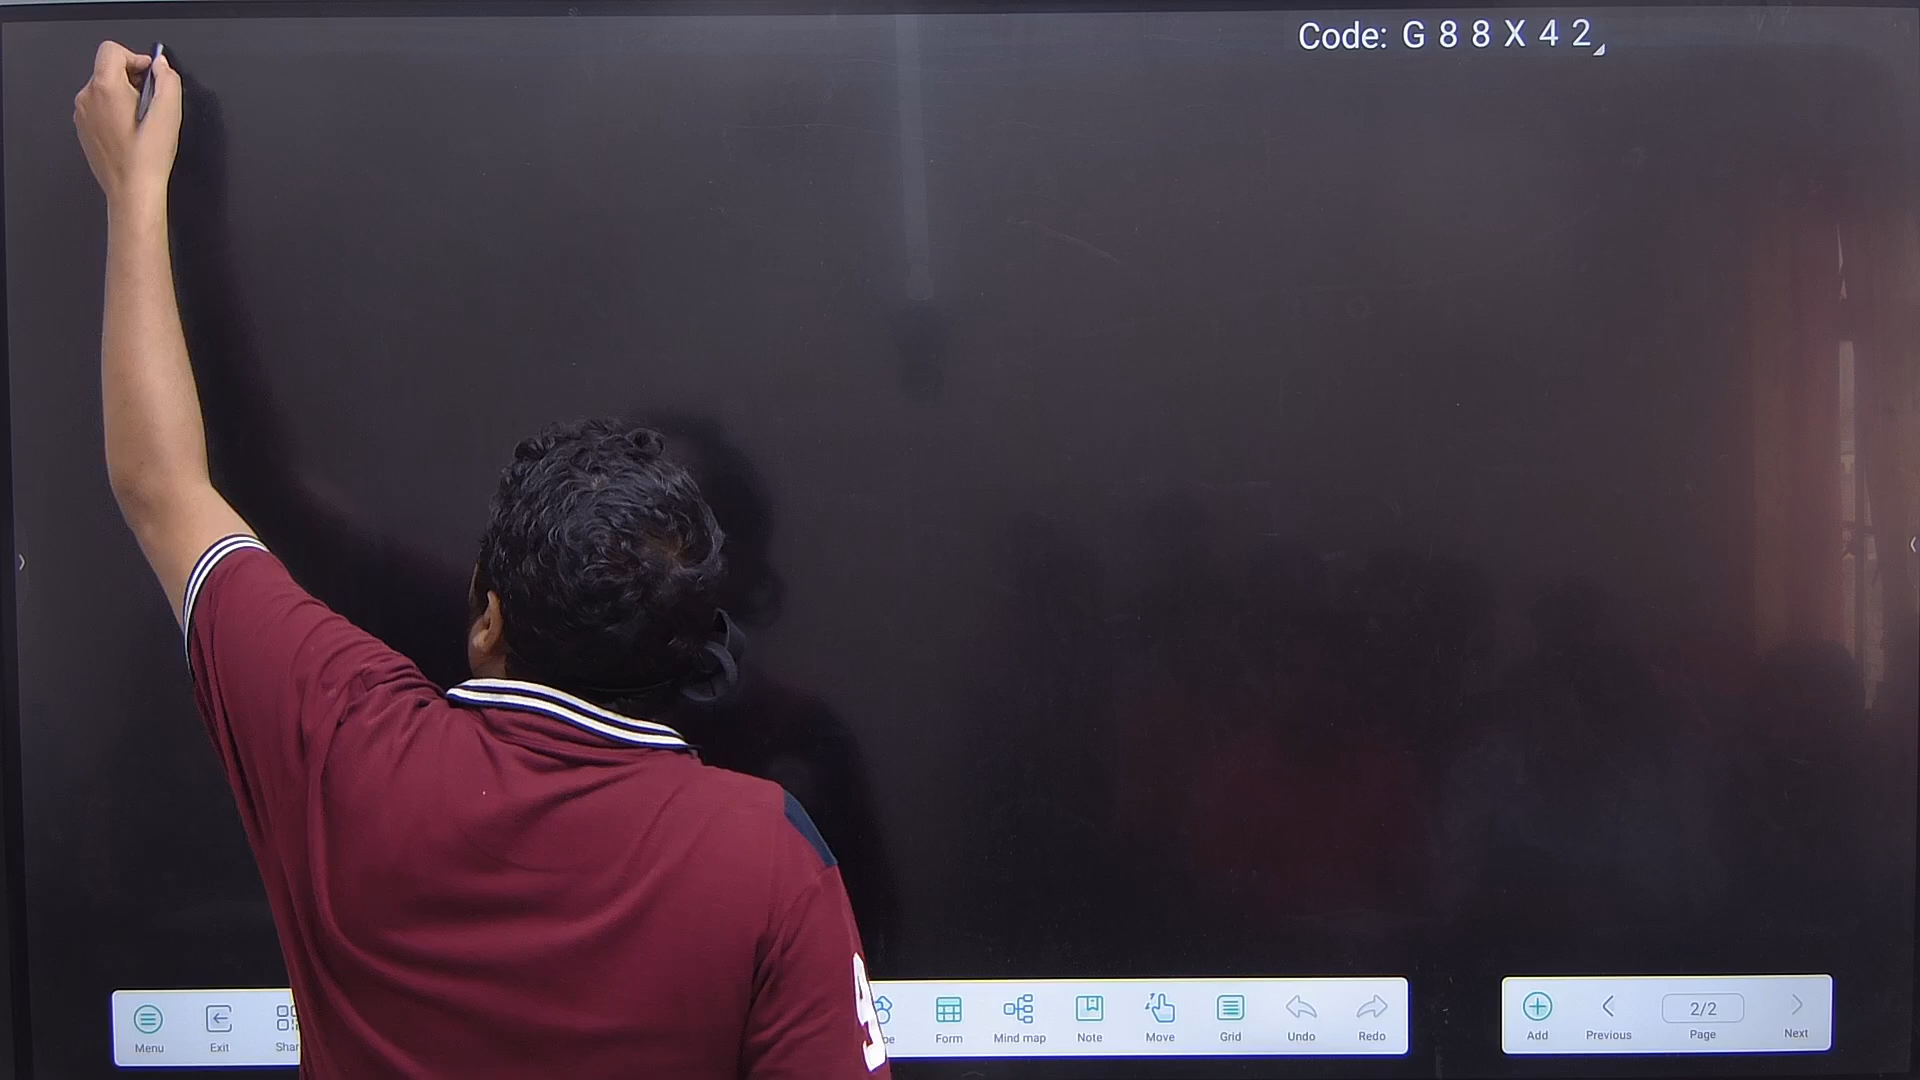 Code: G 8 8 X 4 2
Menu
Exit
Form
Mind map
Note
Move
Grid
Undo
Redo
Add
Previous
2/2
Page
Next